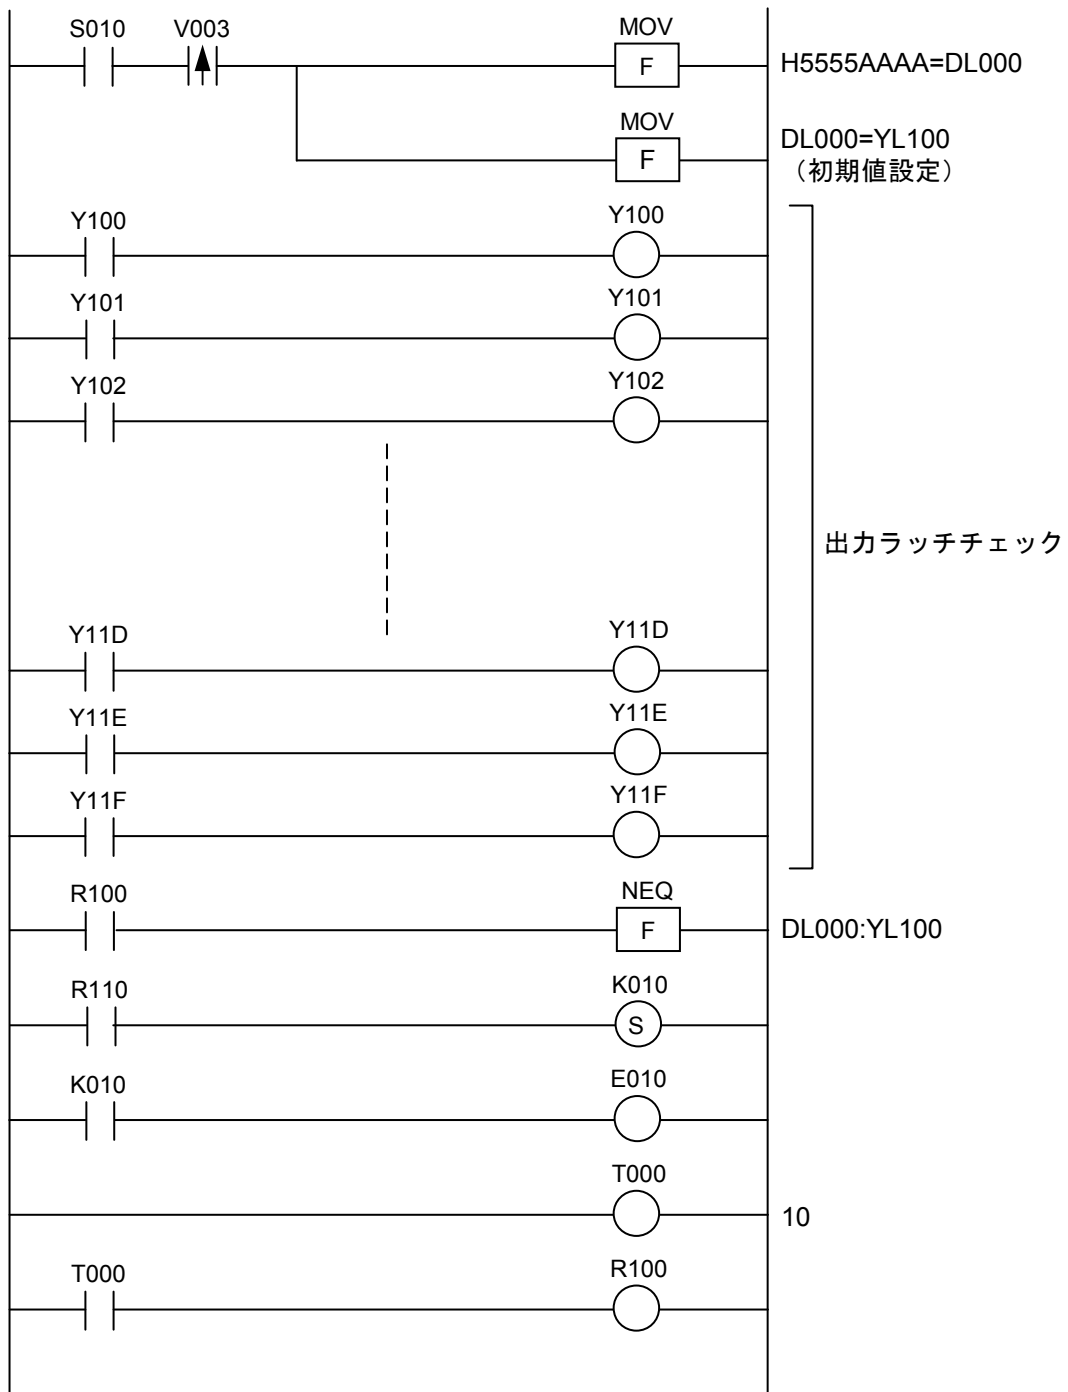 S010 V003 MOV
F H5555AAAA=DL000
MOV
F DL000=YL100
（初期値設定）
Y100 Y100
Y101 Y101
Y102 Y102
出力ラッチチェック
Y11D Y11D
Y11E Y11E
Y11F Y11F
R100 NEQ
F DL000:YL100
R110 K010
S
K010 E010
T000
10
T000 R100